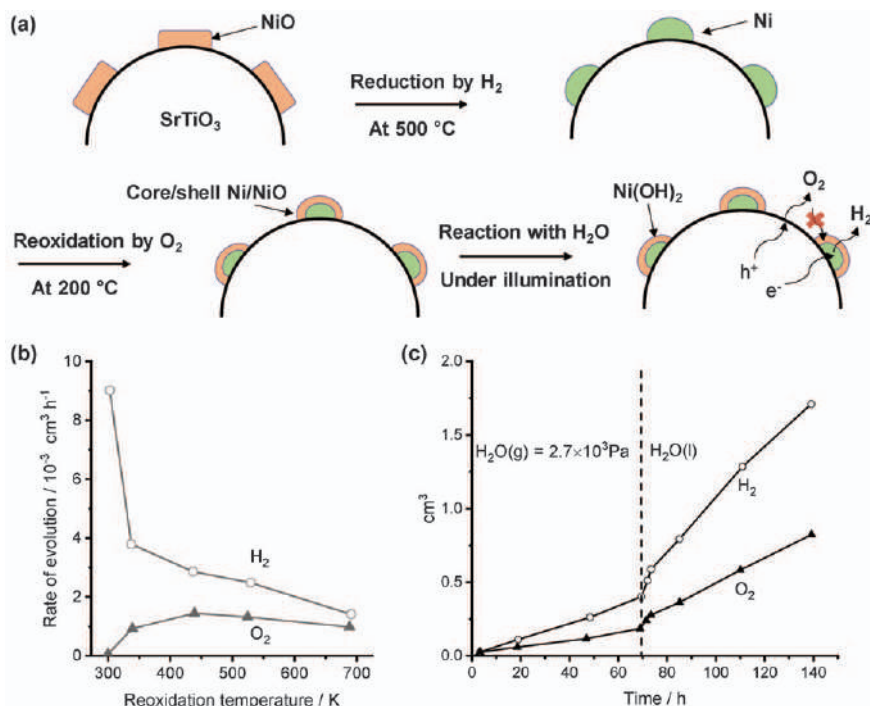 (a)
NiO
SrTiO₃
Reduction by H₂
At 500 °C
Ni
Reoxidation by O₂
At 200 °C
Core/shell Ni/NiO
Reaction with H₂O
Under illumination
Ni(OH)₂
O₂
H₂
h⁺
e⁻
(b)
Rate of evolution / 10⁻³ cm³ h⁻¹
10
8
6
4
2
0
H₂
O₂
300 400 500 600 700
Reoxidation temperature / K
(c)
cm³
2.0
1.5
1.0
0.5
0.0
H₂O(g) = 2.7×10³Pa
H₂O(l)
H₂
O₂
0 20 40 60 80 100 120 140
Time / h